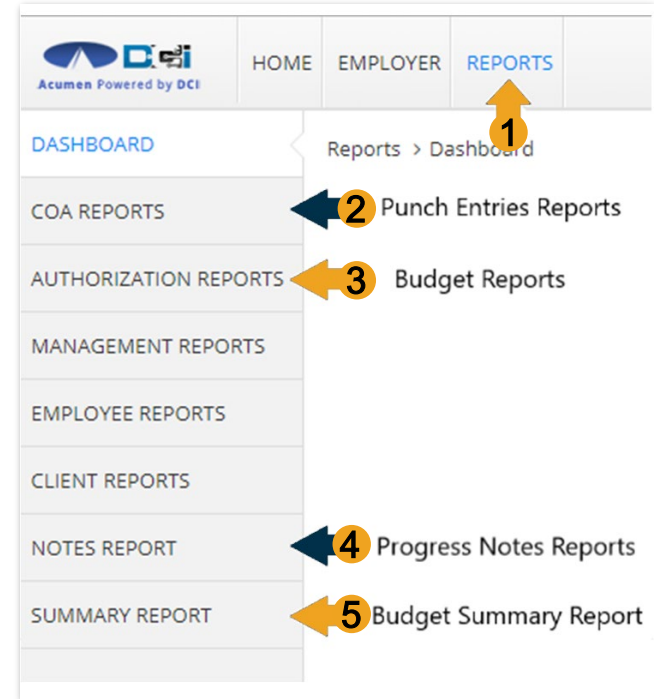 DCI
Acumen Powered by DCI
HOME EMPLOYER REPORTS
1
DASHBOARD
Reports > Dashboard
COA REPORTS
2 Punch Entries Reports
AUTHORIZATION REPORTS
3 Budget Reports
MANAGEMENT REPORTS
EMPLOYEE REPORTS
CLIENT REPORTS
NOTES REPORT
4 Progress Notes Reports
SUMMARY REPORT
5 Budget Summary Report